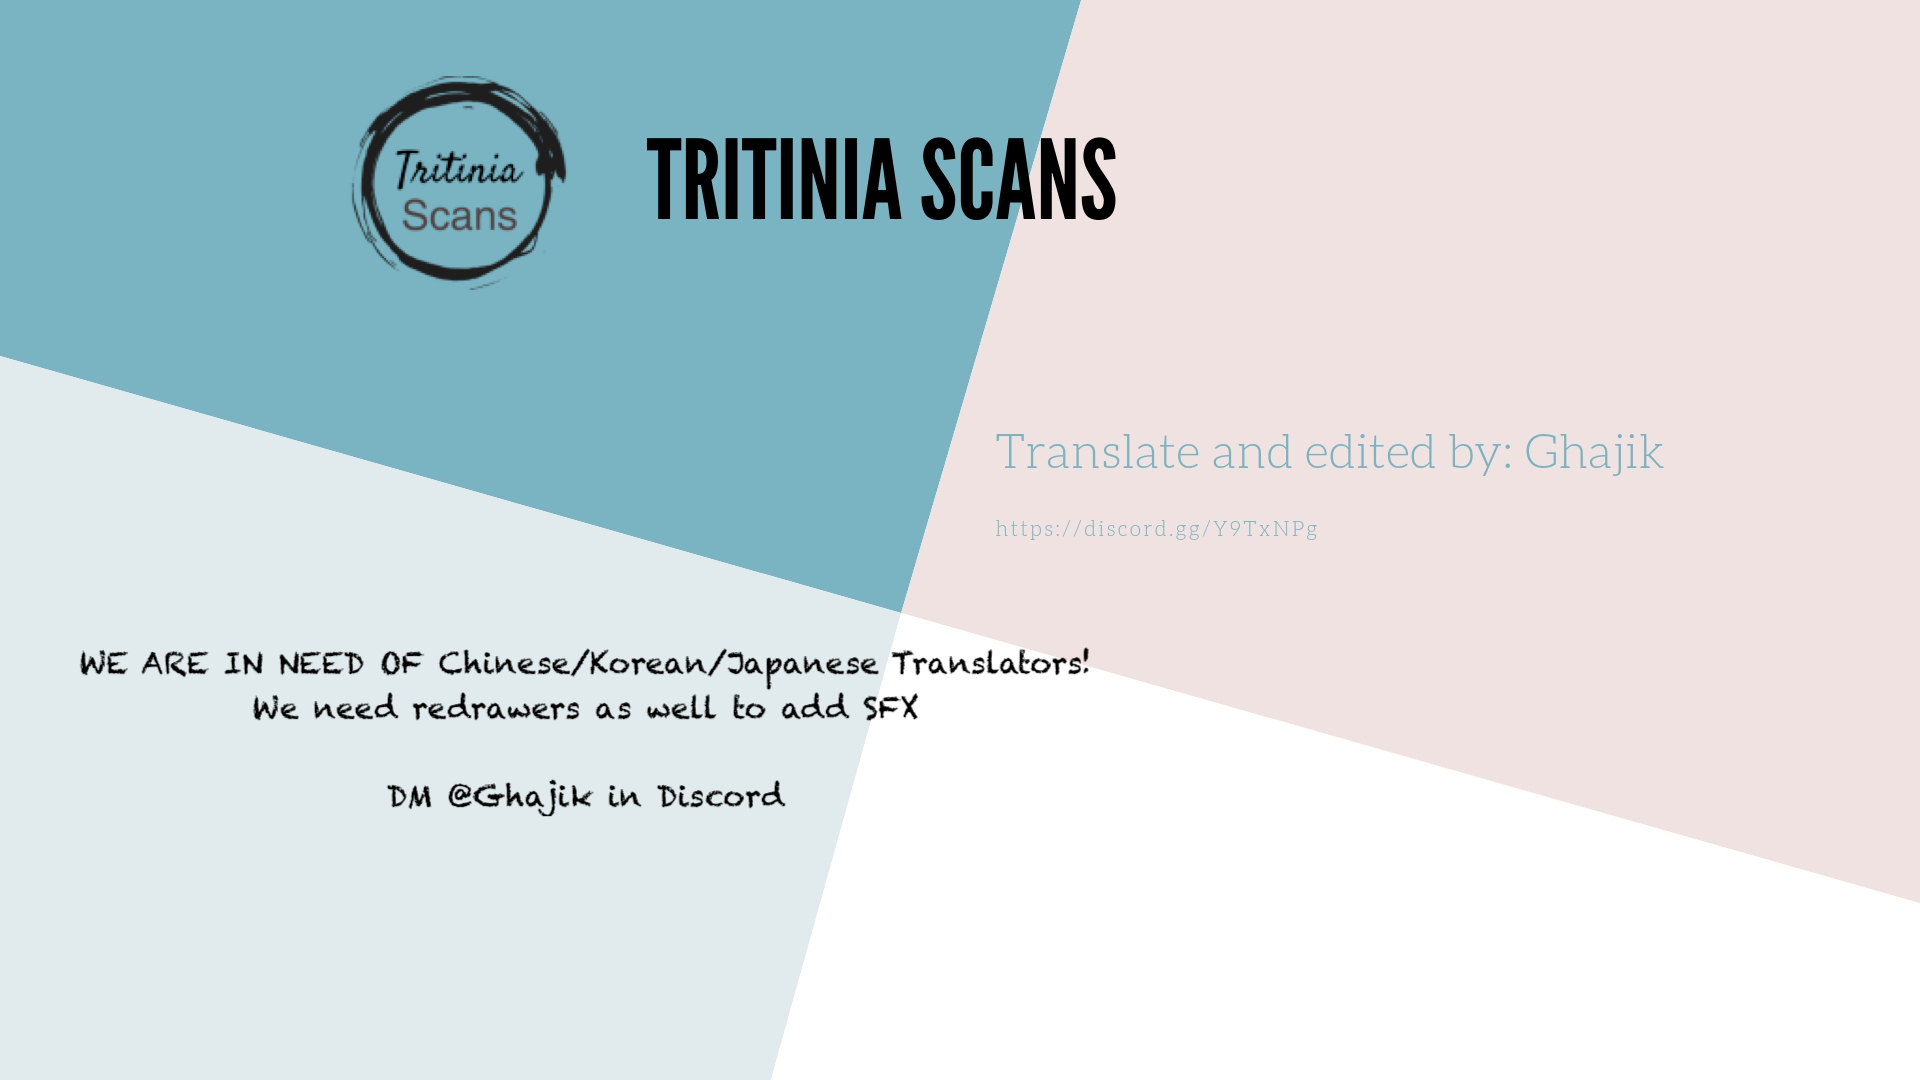 Tritinia
Scans
TRITINIA SCANS
Translate and edited by: Ghajik
https://discord.gg/Y9TxNPg
WE ARE IN NEED OF Chinese/Korean/Japanese Translators!
We need redrawers as well to add SFX
DM @Ghajik in Discord